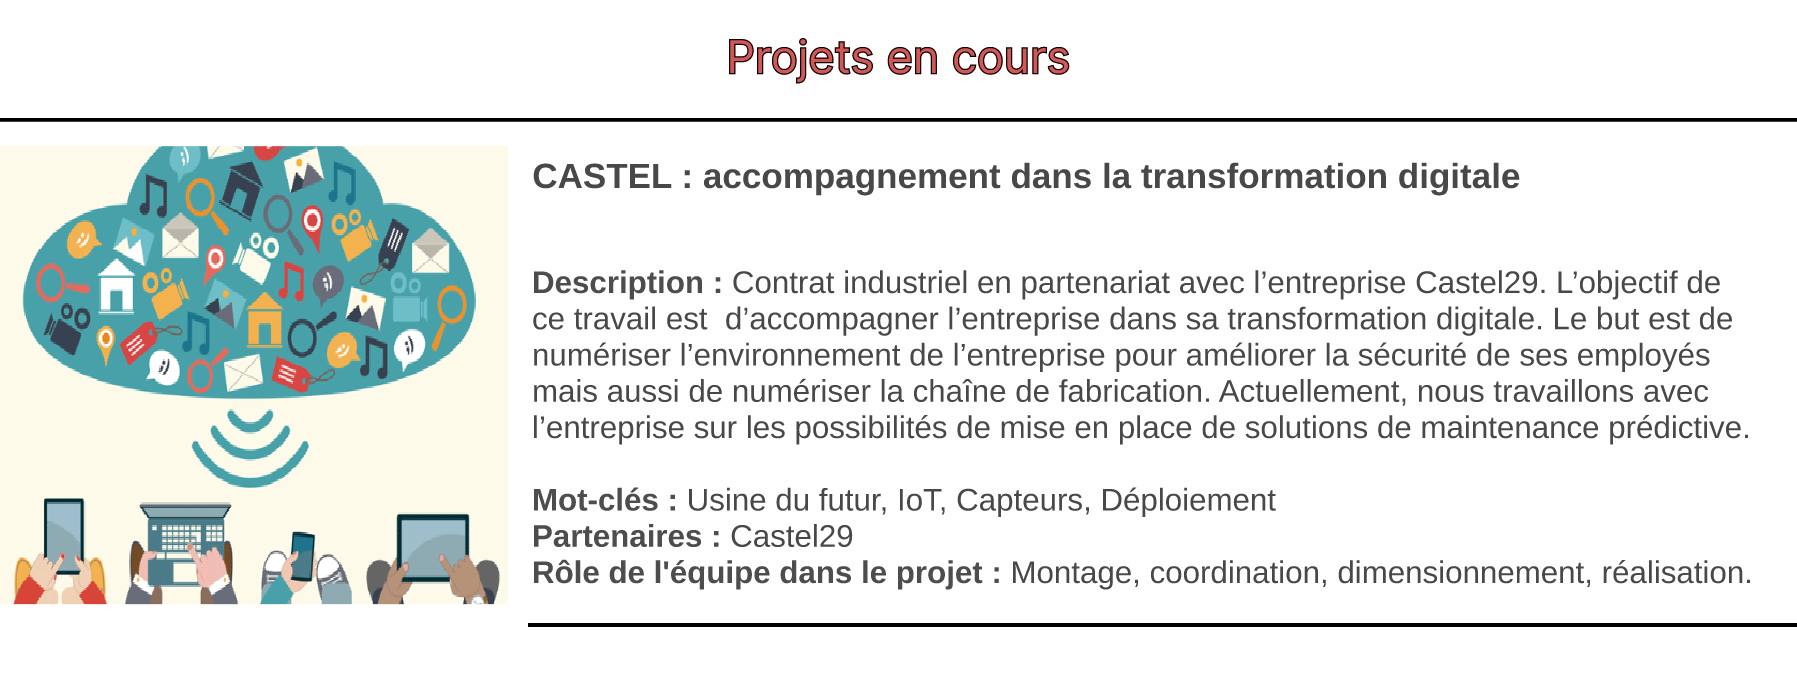 Projets en cours
CASTEL : accompagnement dans la transformation digitale
Description : Contrat industriel en partenariat avec l’entreprise Castel29. L’objectif de
ce travail est  d’accompagner l’entreprise dans sa transformation digitale. Le but est de
numériser l’environnement de l’entreprise pour améliorer la sécurité de ses employés
mais aussi de numériser la chaîne de fabrication. Actuellement, nous travaillons avec
l’entreprise sur les possibilités de mise en place de solutions de maintenance prédictive.
Mot-clés : Usine du futur, IoT, Capteurs, Déploiement
Partenaires : Castel29
Rôle de l'équipe dans le projet : Montage, coordination, dimensionnement, réalisation.